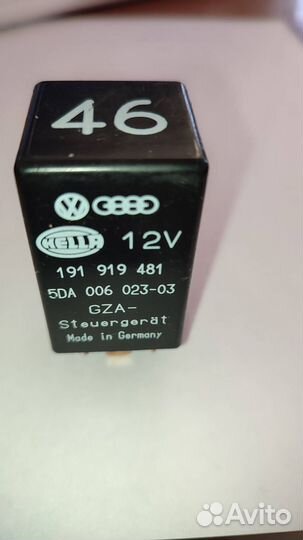 46
HELLA 12V
191 919 481
5DA 006 023-03
GZA-
Steuergerät
Made in Germany
Avito